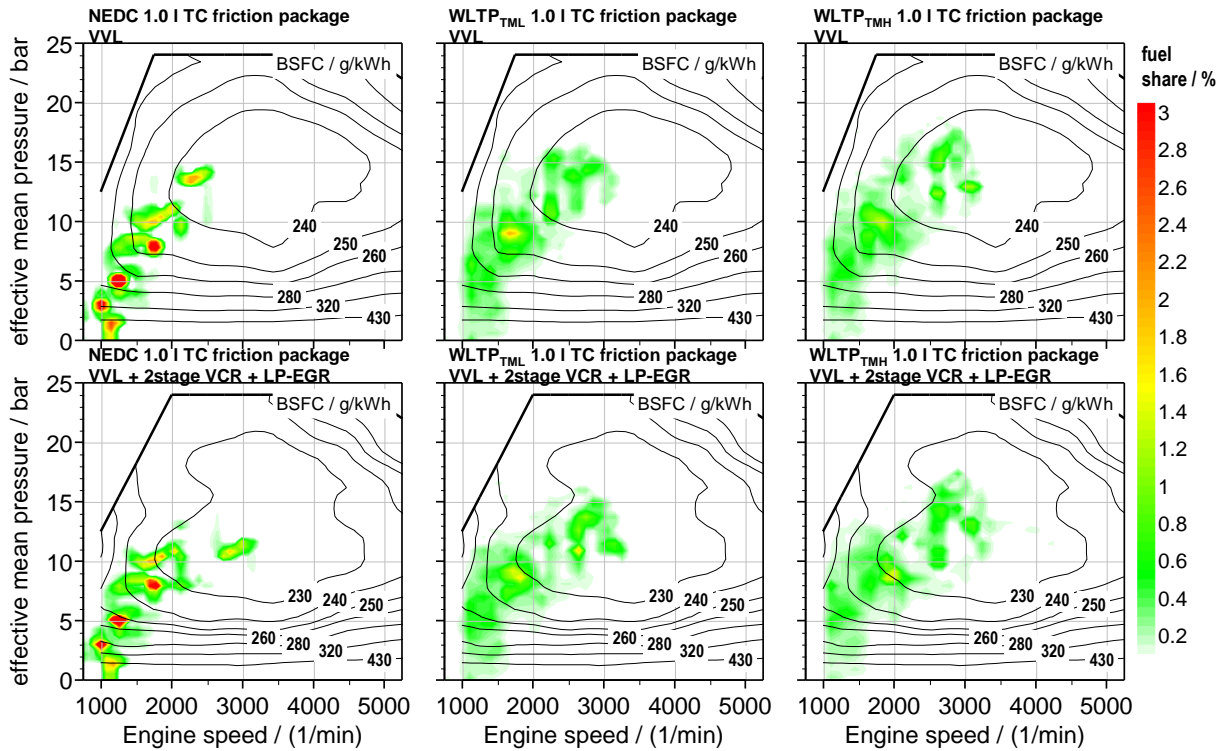 NEDC 1.0 l TC friction package
VVL
WLTP_TML 1.0 l TC friction package
VVL
WLTP_TMH 1.0 l TC friction package
VVL
fuel
share / %
effective mean pressure / bar
25
20
15
10
5
0
BSFC / g/kWh
240
250
260
280
320
430
BSFC / g/kWh
240
250
260
280
320
430
BSFC / g/kWh
240
250
260
280
320
430
3
2.8
2.6
2.4
2.2
2
1.8
1.6
1.4
1.2
1
0.8
0.6
0.4
0.2
NEDC 1.0 l TC friction package
VVL + 2stage VCR + LP-EGR
WLTP_TML 1.0 l TC friction package
VVL + 2stage VCR + LP-EGR
WLTP_TMH 1.0 l TC friction package
VVL + 2stage VCR + LP-EGR
effective mean pressure / bar
25
20
15
10
5
0
BSFC / g/kWh
230
240
250
260
280
320
430
BSFC / g/kWh
230
240
250
260
280
320
430
BSFC / g/kWh
230
240
250
260
280
320
430
1000 2000 3000 4000 5000
1000 2000 3000 4000 5000
1000 2000 3000 4000 5000
Engine speed / (1/min)
Engine speed / (1/min)
Engine speed / (1/min)